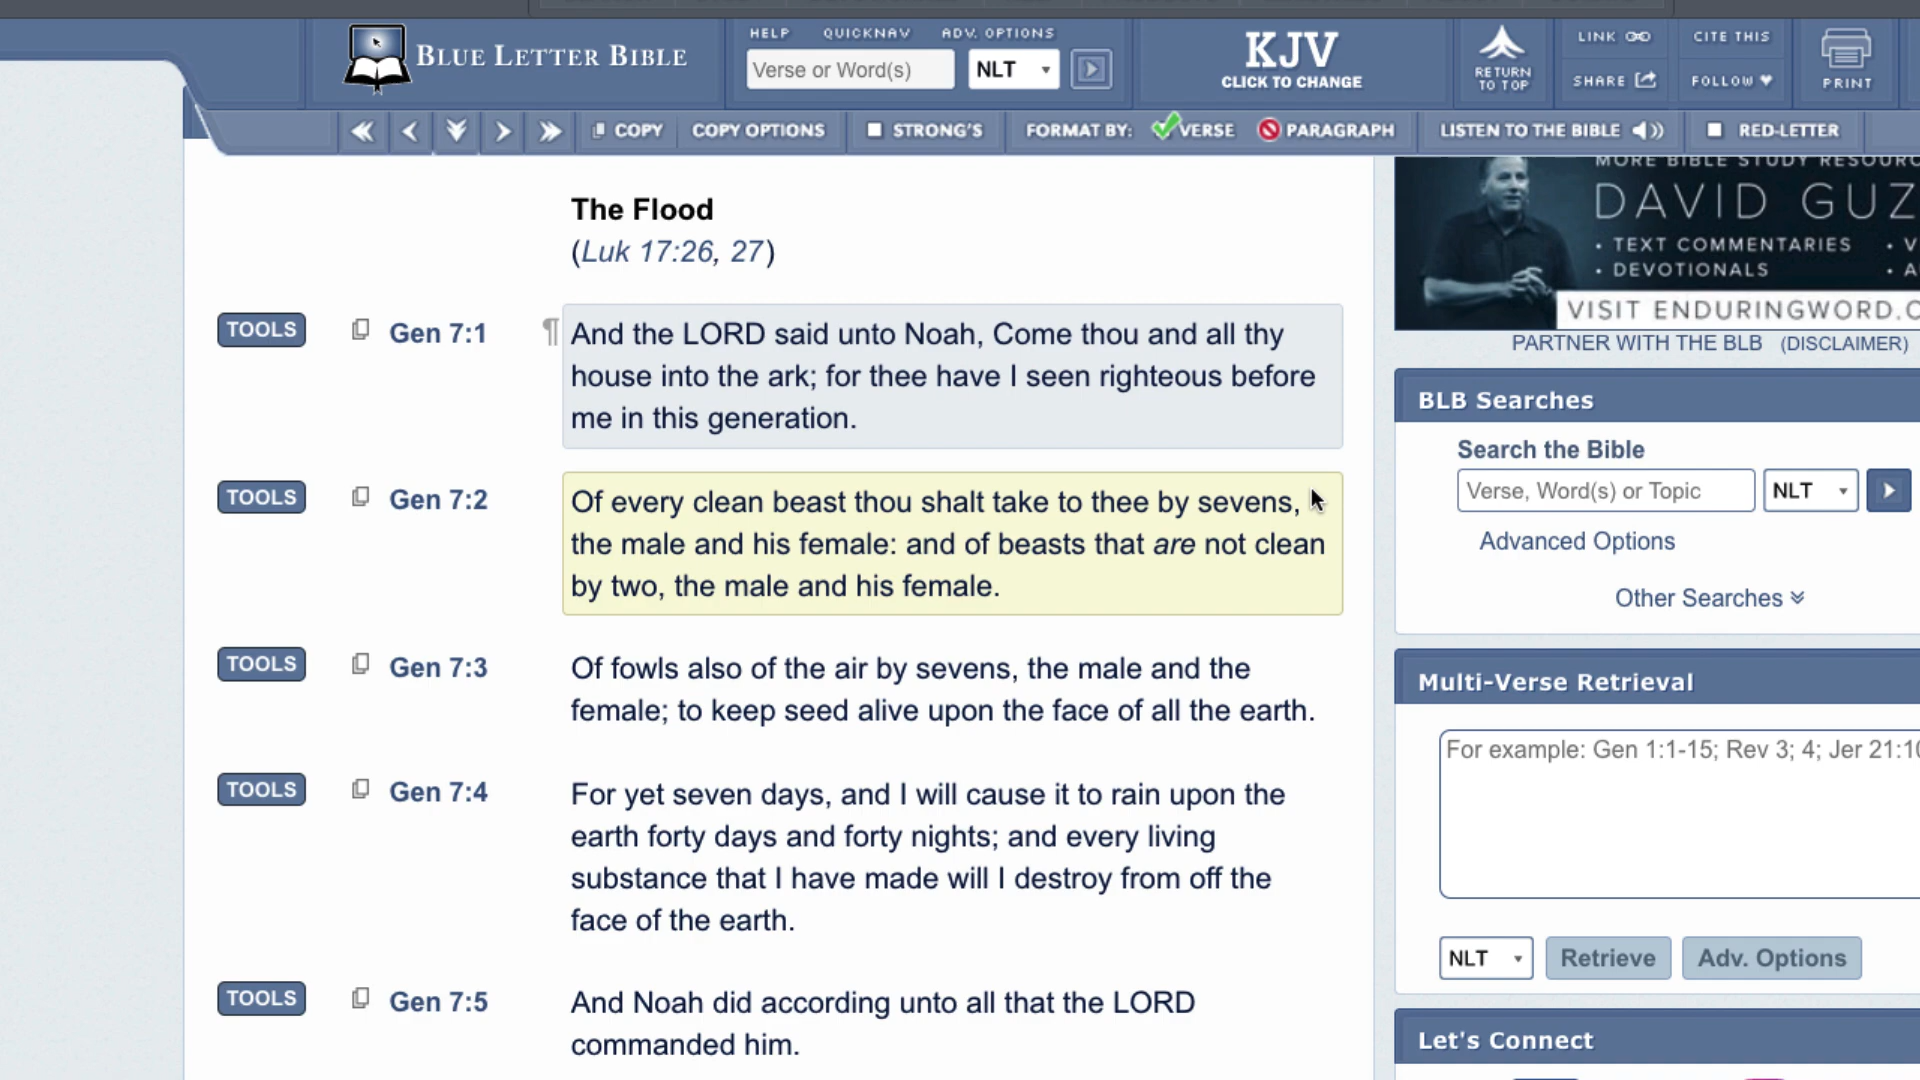 BLUE LETTER BIBLE
HELP QUICKNAV ADV. OPTIONS
Verse or Word(s) NLT
KJV
CLICK TO CHANGE
RETURN
TO TOP
LINK
SHARE
CITE THIS
FOLLOW
PRINT
COPY COPY OPTIONS STRONG'S FORMAT BY: VERSE PARAGRAPH LISTEN TO THE BIBLE RED-LETTER
The Flood
(Luk 17:26, 27)
TOOLS Gen 7:1 ¶ And the LORD said unto Noah, Come thou and all thy
house into the ark; for thee have I seen righteous before
me in this generation.
TOOLS Gen 7:2 Of every clean beast thou shalt take to thee by sevens,
the male and his female: and of beasts that are not clean
by two, the male and his female.
TOOLS Gen 7:3 Of fowls also of the air by sevens, the male and the
female; to keep seed alive upon the face of all the earth.
TOOLS Gen 7:4 For yet seven days, and I will cause it to rain upon the
earth forty days and forty nights; and every living
substance that I have made will I destroy from off the
face of the earth.
TOOLS Gen 7:5 And Noah did according unto all that the LORD
commanded him.
MORE BIBLE STUDY RESOURC
DAVID GUZ
• TEXT COMMENTARIES • V
• DEVOTIONALS • A
VISIT ENDURINGWORD.C
PARTNER WITH THE BLB (DISCLAIMER)
BLB Searches
Search the Bible
Verse, Word(s) or Topic NLT
Advanced Options
Other Searches
Multi-Verse Retrieval
For example: Gen 1:1-15; Rev 3; 4; Jer 21:10
NLT Retrieve Adv. Options
Let's Connect